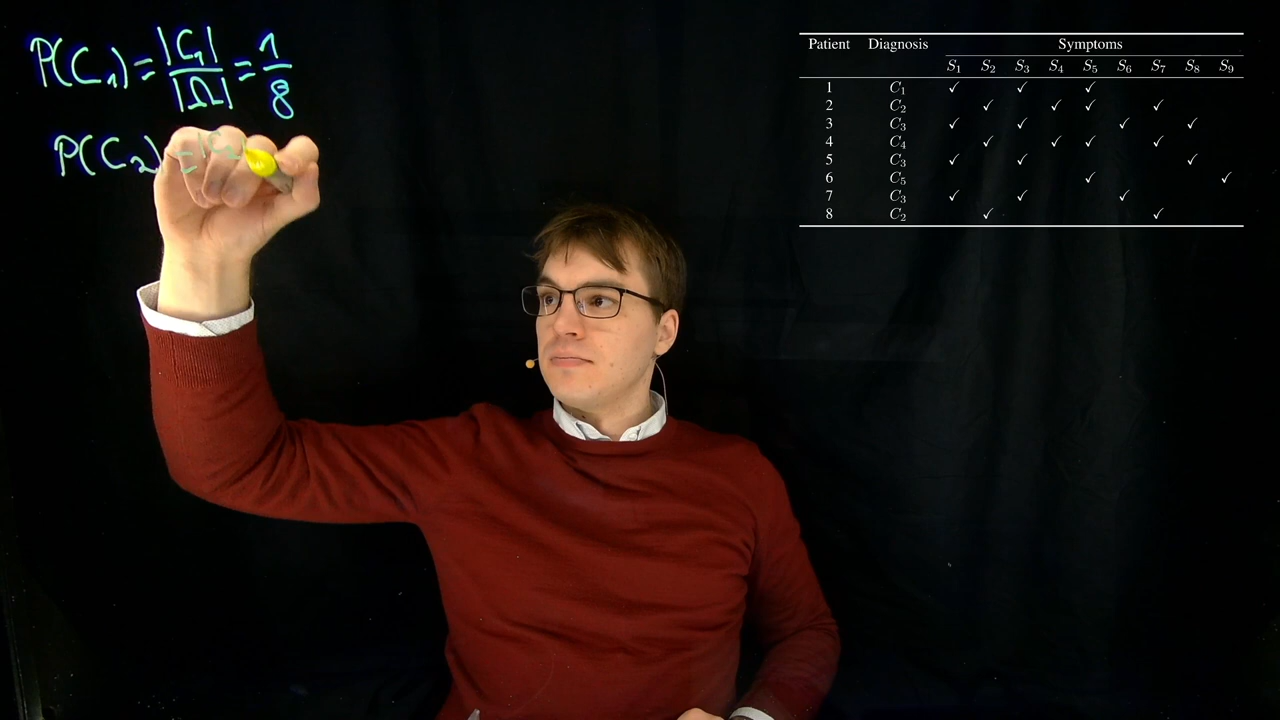 P(C₁) = |C₁| / |Ω| = 1/8
P(C₂) = |C₂|
Patient Diagnosis Symptoms
S₁ S₂ S₃ S₄ S₅ S₆ S₇ S₈ S₉
1 C₁ ✓ ✓ ✓
2 C₂ ✓ ✓ ✓ ✓
3 C₃ ✓ ✓ ✓ ✓
4 C₄ ✓ ✓ ✓ ✓
5 C₃ ✓ ✓ ✓
6 C₅ ✓ ✓
7 C₃ ✓ ✓ ✓
8 C₂ ✓ ✓